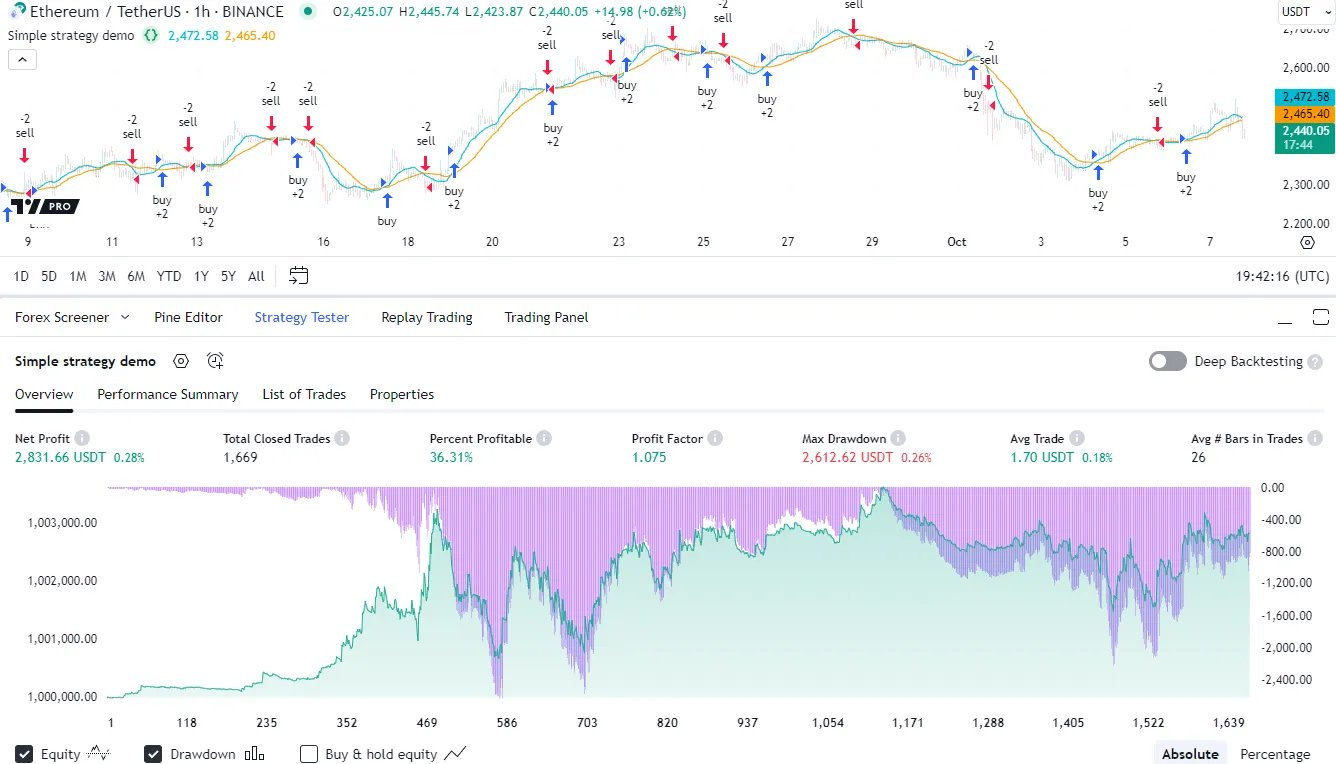 Ethereum / TetherUS · 1h · BINANCE O2,425.07 H2,445.74 L2,423.87 C2,440.05 +14.98 (+0.62%) USDT
Simple strategy demo {} 2,472.58 2,465.40
-2
sell
-2
sell
-2
sell
-2
sell
-2
sell
-2
sell
-2
sell
-2
sell
-2
sell
sell
-2
sell
-2
sell
buy
+2
buy
+2
buy
+2
buy
buy
+2
buy
+2
buy
+2
buy
+2
buy
+2
buy
+2
buy
+2
buy
+2
2,700.00
2,600.00
2,472.58
2,465.40
2,440.05
17:44
2,300.00
2,200.00
PRO
9 11 13 16 18 20 23 25 27 29 Oct 3 5 7
1D 5D 1M 3M 6M YTD 1Y 5Y All 19:42:16 (UTC)
Forex Screener Pine Editor Strategy Tester Replay Trading Trading Panel
Simple strategy demo Deep Backtesting ?
Overview Performance Summary List of Trades Properties
Net Profit Total Closed Trades Percent Profitable Profit Factor Max Drawdown Avg Trade Avg # Bars in Trades
2,831.66 USDT 0.28% 1,669 36.31% 1.075 2,612.62 USDT 0.26% 1.70 USDT 0.18% 26
0.00
1,003,000.00 -400.00
-800.00
1,002,000.00 -1,200.00
-1,600.00
1,001,000.00 -2,000.00
-2,400.00
1,000,000.00
1 118 235 352 469 586 703 820 937 1,054 1,171 1,288 1,405 1,522 1,639
Equity Drawdown Buy & hold equity Absolute Percentage